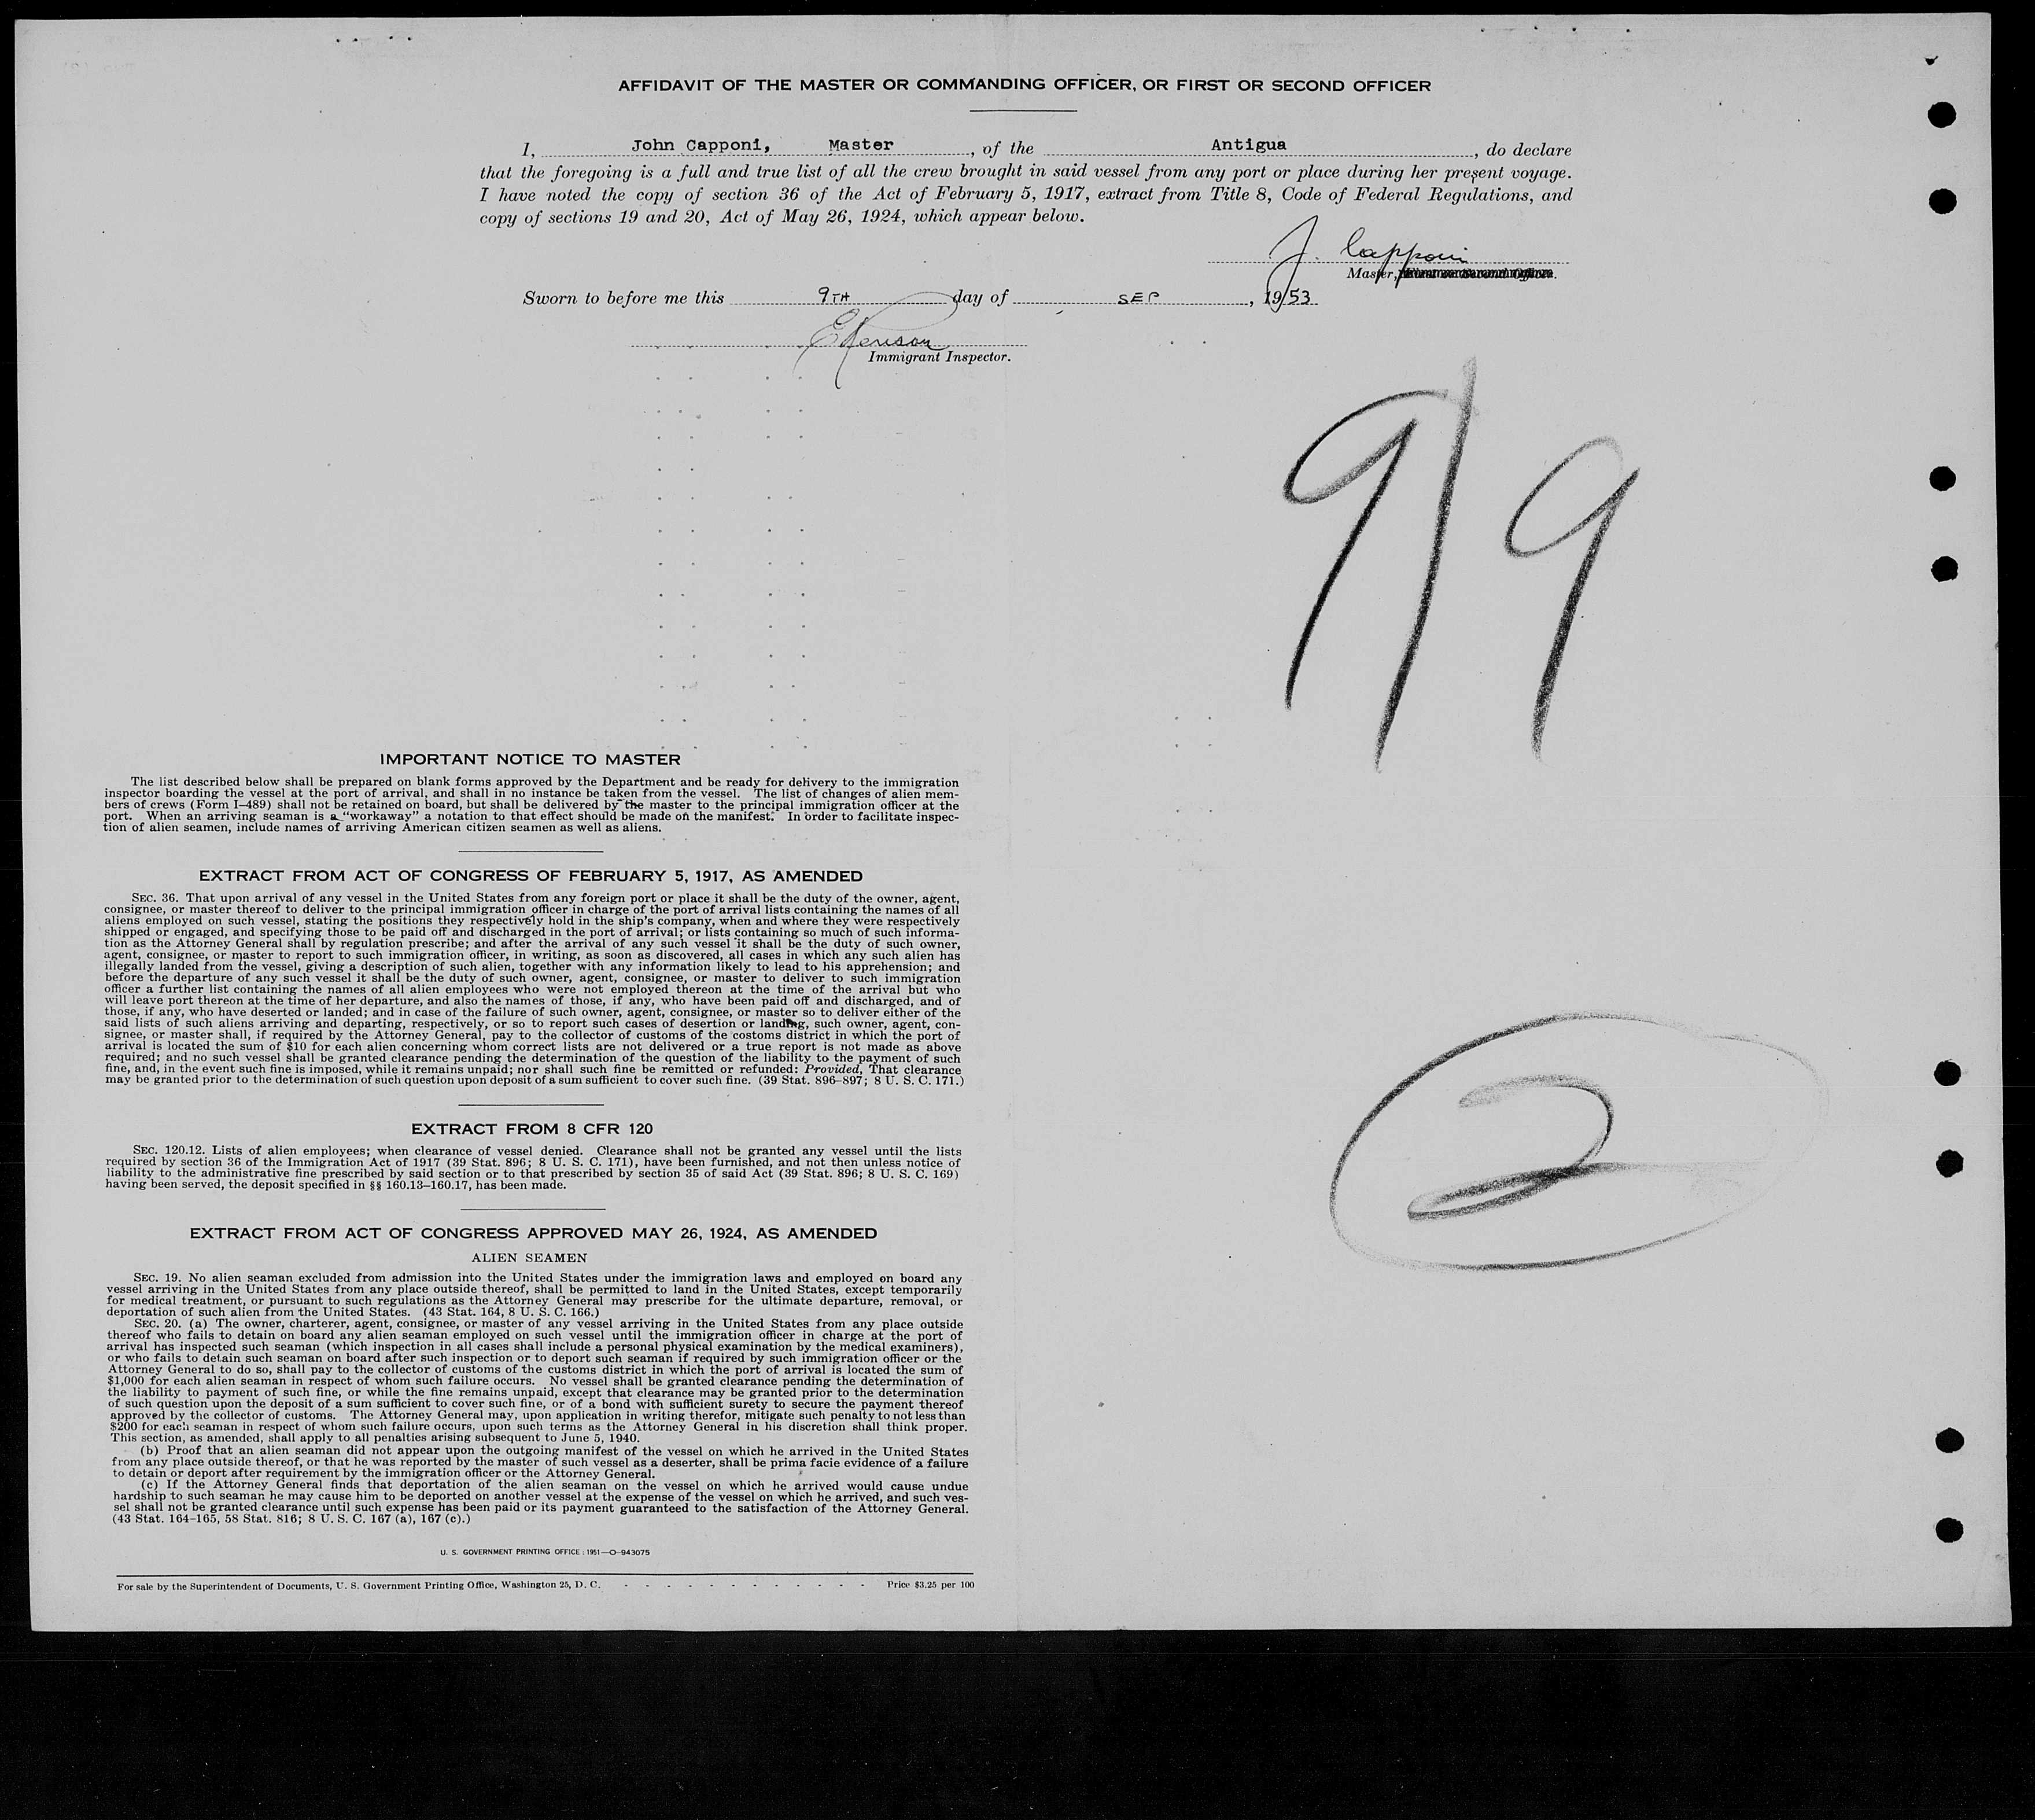 AFFIDAVIT OF THE MASTER OR COMMANDING OFFICER, OR FIRST OR SECOND OFFICER
I, John Capponi, Master, of the Antigua, do declare
that the foregoing is a full and true list of all the crew brought in said vessel from any port or place during her present voyage.
I have noted the copy of section 36 of the Act of February 5, 1917, extract from Title 8, Code of Federal Regulations, and
copy of sections 19 and 20, Act of May 26, 1924, which appear below.
J. Capponi
Master,
Sworn to before me this 9TH day of SEP, 1953
Immigrant Inspector.
9/9
IMPORTANT NOTICE TO MASTER
The list described below shall be prepared on blank forms approved by the Department and be ready for delivery to the immigration
inspector boarding the vessel at the port of arrival, and shall in no instance be taken from the vessel. The list of changes of alien mem-
bers of crews (Form I–489) shall not be retained on board, but shall be delivered by the master to the principal immigration officer at the
port. When an arriving seaman is a “workaway” a notation to that effect should be made on the manifest. In order to facilitate inspec-
tion of alien seamen, include names of arriving American citizen seamen as well as aliens.
EXTRACT FROM ACT OF CONGRESS OF FEBRUARY 5, 1917, AS AMENDED
SEC. 36. That upon arrival of any vessel in the United States from any foreign port or place it shall be the duty of the owner, agent,
consignee, or master thereof to deliver to the principal immigration officer in charge of the port of arrival lists containing the names of all
aliens employed on such vessel, stating the positions they respectively hold in the ship's company, when and where they were respectively
shipped or engaged, and specifying those to be paid off and discharged in the port of arrival; or lists containing so much of such informa-
tion as the Attorney General shall by regulation prescribe; and after the arrival of any such vessel it shall be the duty of such owner,
agent, consignee, or master to report to such immigration officer, in writing, as soon as discovered, all cases in which any such alien has
illegally landed from the vessel, giving a description of such alien, together with any information likely to lead to his apprehension; and
before the departure of any such vessel it shall be the duty of such owner, agent, consignee, or master to deliver to such immigration
officer a further list containing the names of all alien employees who were not employed thereon at the time of the arrival but who
will leave port thereon at the time of her departure, and also the names of those, if any, who have been paid off and discharged, and of
those, if any, who have deserted or landed; and in case of the failure of such owner, agent, consignee, or master so to deliver either of the
said lists of such aliens arriving and departing, respectively, or so to report such cases of desertion or landing, such owner, agent, con-
signee, or master shall, if required by the Attorney General, pay to the collector of customs of the costoms district in which the port of
arrival is located the sum of $10 for each alien concerning whom correct lists are not delivered or a true report is not made as above
required; and no such vessel shall be granted clearance pending the determination of the question of the liability to the payment of such
fine, and, in the event such fine is imposed, while it remains unpaid; nor shall such fine be remitted or refunded: Provided, That clearance
may be granted prior to the determination of such question upon deposit of a sum sufficient to cover such fine. (39 Stat. 896–897; 8 U. S. C. 171.)
2
EXTRACT FROM 8 CFR 120
SEC. 120.12. Lists of alien employees; when clearance of vessel denied. Clearance shall not be granted any vessel until the lists
required by section 36 of the Immigration Act of 1917 (39 Stat. 896; 8 U. S. C. 171), have been furnished, and not then unless notice of
liability to the administrative fine prescribed by said section or to that prescribed by section 35 of said Act (39 Stat. 896; 8 U. S. C. 169)
having been served, the deposit specified in §§ 160.13–160.17, has been made.
EXTRACT FROM ACT OF CONGRESS APPROVED MAY 26, 1924, AS AMENDED
ALIEN SEAMEN
SEC. 19. No alien seaman excluded from admission into the United States under the immigration laws and employed on board any
vessel arriving in the United States from any place outside thereof, shall be permitted to land in the United States, except temporarily
for medical treatment, or pursuant to such regulations as the Attorney General may prescribe for the ultimate departure, removal, or
deportation of such alien from the United States. (43 Stat. 164, 8 U. S. C. 166.)
SEC. 20. (a) The owner, charterer, agent, consignee, or master of any vessel arriving in the United States from any place outside
thereof who fails to detain on board any alien seaman employed on such vessel until the immigration officer in charge at the port of
arrival has inspected such seaman (which inspection in all cases shall include a personal physical examination by the medical examiners),
or who fails to detain such seaman on board after such inspection or to deport such seaman if required by such immigration officer or the
Attorney General to do so, shall pay to the collector of customs of the customs district in which the port of arrival is located the sum of
$1,000 for each alien seaman in respect of whom such failure occurs. No vessel shall be granted clearance pending the determination of
the liability to payment of such fine, or while the fine remains unpaid, except that clearance may be granted prior to the determination
of such question upon the deposit of a sum sufficient to cover such fine, or of a bond with sufficient surety to secure the payment thereof
approved by the collector of customs. The Attorney General may, upon application in writing therefor, mitigate such penalty to not less than
$200 for each seaman in respect of whom such failure occurs, upon such terms as the Attorney General in his discretion shall think proper.
This section, as amended, shall apply to all penalties arising subsequent to June 5, 1940.
(b) Proof that an alien seaman did not appear upon the outgoing manifest of the vessel on which he arrived in the United States
from any place outside thereof, or that he was reported by the master of such vessel as a deserter, shall be prima facie evidence of a failure
to detain or deport after requirement by the immigration officer or the Attorney General.
(c) If the Attorney General finds that deportation of the alien seaman on the vessel on which he arrived would cause undue
hardship to such seaman he may cause him to be deported on another vessel at the expense of the vessel on which he arrived, and such ves-
sel shall not be granted clearance until such expense has been paid or its payment guaranteed to the satisfaction of the Attorney General.
(43 Stat. 164–165, 58 Stat. 816; 8 U. S. C. 167 (a), 167 (c).)
U. S. GOVERNMENT PRINTING OFFICE : 1951—O–943075
For sale by the Superintendent of Documents, U. S. Government Printing Office, Washington 25, D. C. - - - - - - - - - - - - Price $3.25 per 100